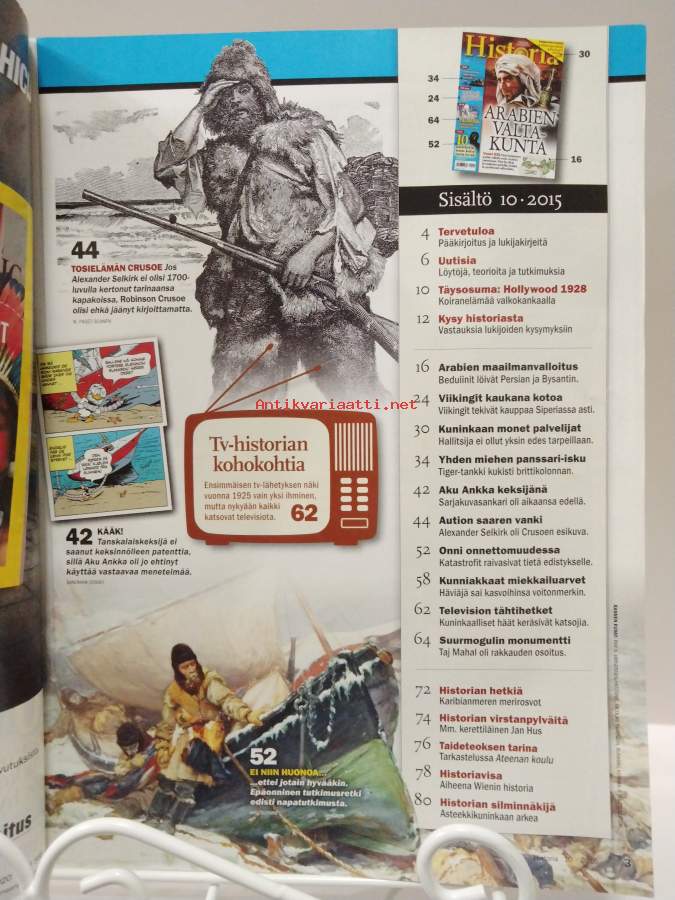 44
TOSIELÄMÄN CRUSOE Jos
Alexander Selkirk ei olisi 1700-
luvulla kertonut tarinaansa
kapakoissa, Robinson Crusoe
olisi ehkä jäänyt kirjoittamatta.
Antikvariaatti.net
Tv-historian
kohokohtia
Ensimmäisen tv-lähetyksen näki
vuonna 1925 vain yksi ihminen,
mutta nykyään kaikki
katsovat televisiota.
62
42 KÄÄK!
Tanskalaiskeksijä ei
saanut keksinnölleen patenttia,
sillä Aku Ankka oli jo ehtinyt
käyttää vastaavaa menetelmää.
52
EI NIIN HUONOA...
...ettei jotain hyvääkin.
Epäonninen tutkimusretki
edisti napatutkimusta.
Historia
ARABIEN
VALTA
KUNTA
10
30
34
24
64
52
16
Sisältö 10·2015
4 Tervetuloa
Pääkirjoitus ja lukijakirjeitä
6 Uutisia
Löytöjä, teorioita ja tutkimuksia
10 Täysosuma: Hollywood 1928
Koiranelämää valkokankaalla
12 Kysy historiasta
Vastauksia lukijoiden kysymyksiin
16 Arabien maailmanvalloitus
Beduiinit löivät Persian ja Bysantin.
24 Viikingit kaukana kotoa
Viikingit tekivät kauppaa Siperiassa asti.
30 Kuninkaan monet palvelijat
Hallitsija ei ollut yksin edes tarpeillaan.
34 Yhden miehen panssari-isku
Tiger-tankki kukisti brittikolonnan.
42 Aku Ankka keksijänä
Sarjakuvasankari oli aikaansa edellä.
44 Aution saaren vanki
Alexander Selkirk oli Crusoen esikuva.
52 Onni onnettomuudessa
Katastrofit raivasivat tietä edistykselle.
58 Kunniakkaat miekkailuarvet
Häviäjä sai kasvoihinsa voitonmerkin.
62 Television tähtihetket
Kuninkaalliset häät keräsivät katsojia.
64 Suurmogulin monumentti
Taj Mahal oli rakkauden osoitus.
72 Historian hetkiä
Karibianmeren merirosvot
74 Historian virstanpylväitä
Mm. kerettiläinen Jan Hus
76 Taideteoksen tarina
Tarkastelussa Ateenan koulu
78 Historiavisa
Aiheena Wienin historia
80 Historian silminnäkijä
Asteekkikuninkaan arkea
3